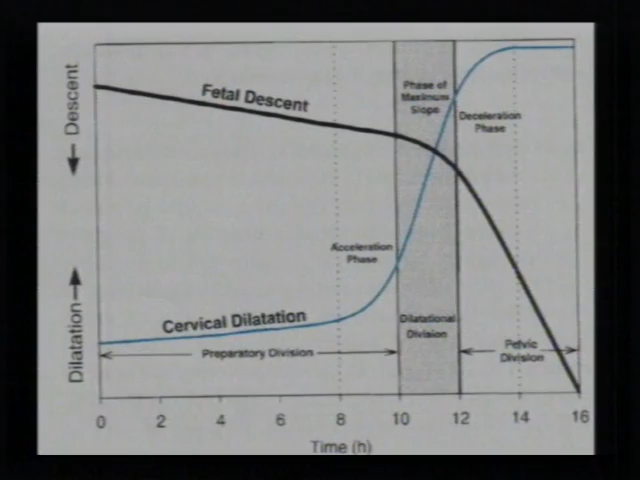 Descent
Fetal Descent
Phase of
Maximum
Slope
Deceleration
Phase
Acceleration
Phase
Dilatation
Cervical Dilatation
Dilatational
Division
Preparatory Division
Pelvic
Division
0 2 4 6 8 10 12 14 16
Time (h)